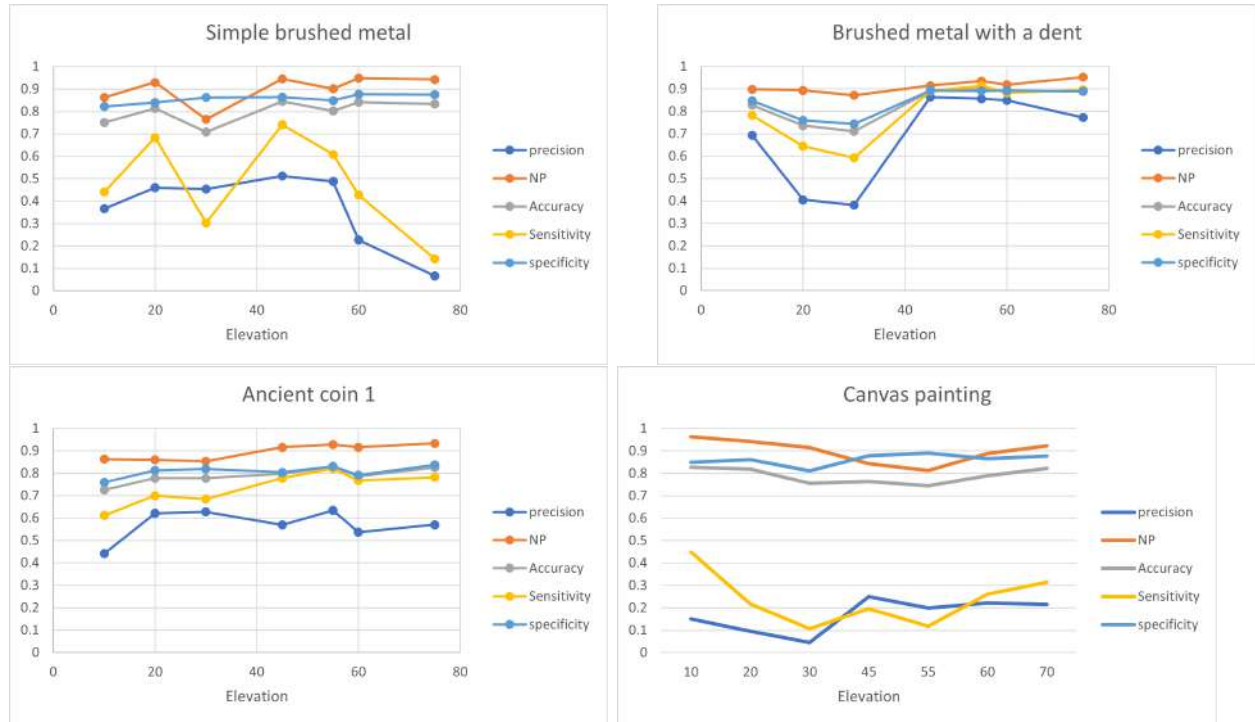 Simple brushed metal
1
0.9
0.8
0.7
0.6
0.5
0.4
0.3
0.2
0.1
0
0 20 40 60 80
Elevation
precision
NP
Accuracy
Sensitivity
specificity
Brushed metal with a dent
1
0.9
0.8
0.7
0.6
0.5
0.4
0.3
0.2
0.1
0
0 20 40 60 80
Elevation
precision
NP
Accuracy
Sensitivity
specificity
Ancient coin 1
1
0.9
0.8
0.7
0.6
0.5
0.4
0.3
0.2
0.1
0
0 20 40 60 80
Elevation
precision
NP
Accuracy
Sensitivity
specificity
Canvas painting
1
0.9
0.8
0.7
0.6
0.5
0.4
0.3
0.2
0.1
0
10 20 30 45 55 60 70
Elevation
precision
NP
Accuracy
Sensitivity
specificity